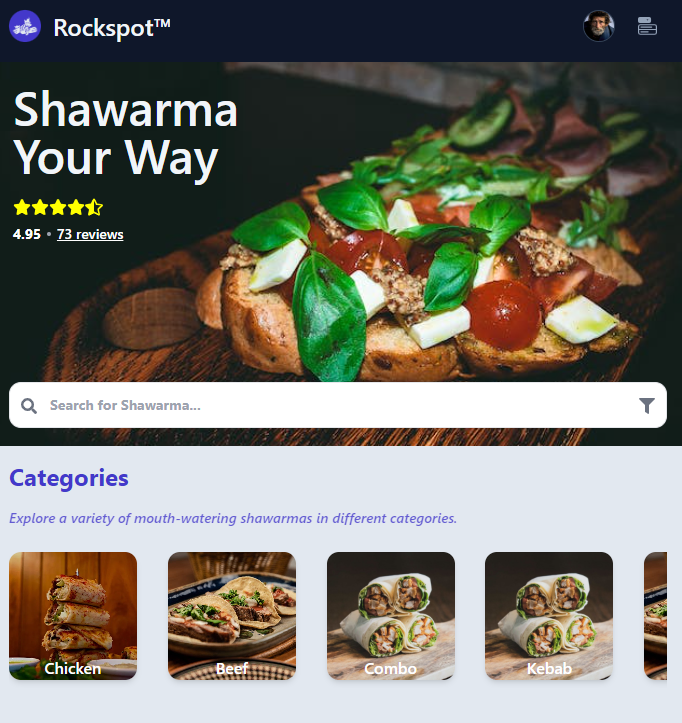 Rockspot™
Shawarma
Your Way
4.95 • 73 reviews
Search for Shawarma...
Categories
Explore a variety of mouth-watering shawarmas in different categories.
Chicken
Beef
Combo
Kebab